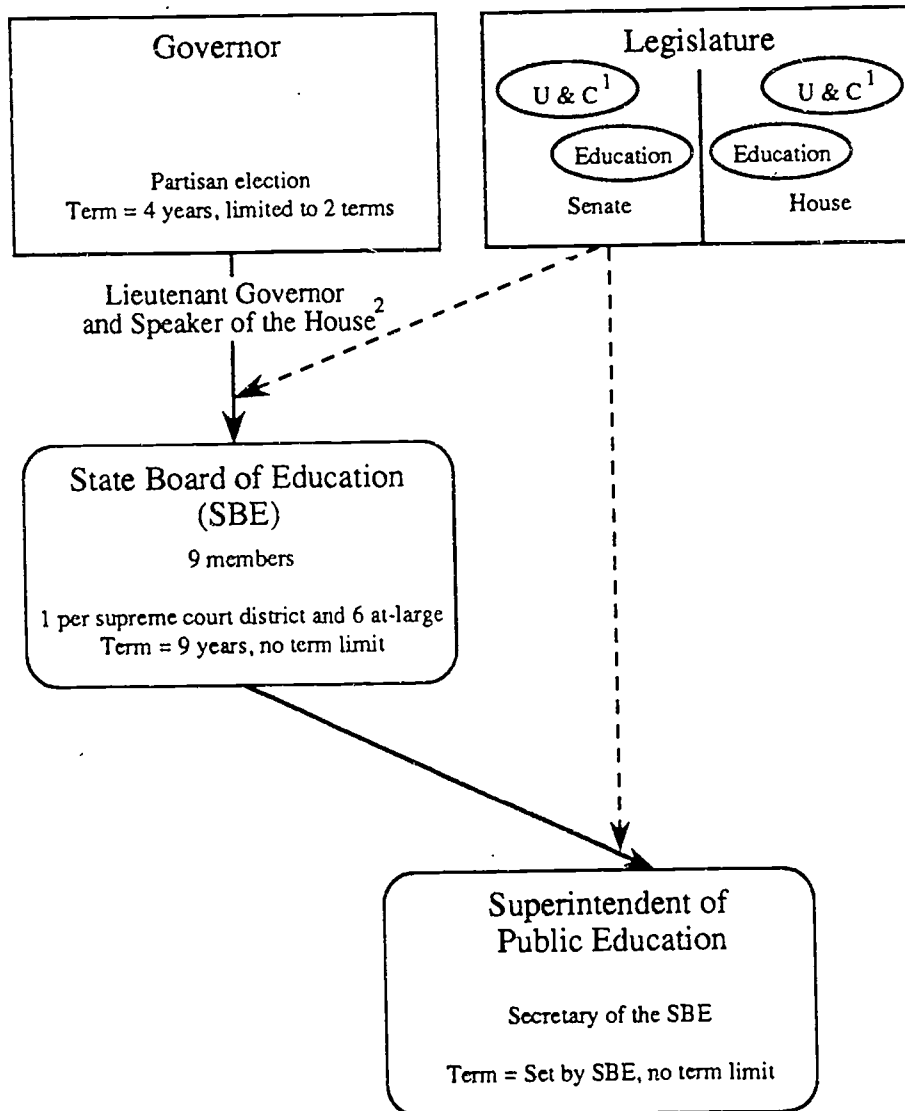 Governor
Partisan election
Term = 4 years, limited to 2 terms
Legislature
U & C¹
U & C¹
Education
Education
Senate
House
Lieutenant Governor
and Speaker of the House²
State Board of Education
(SBE)
9 members
1 per supreme court district and 6 at-large
Term = 9 years, no term limit
Superintendent of
Public Education
Secretary of the SBE
Term = Set by SBE, no term limit